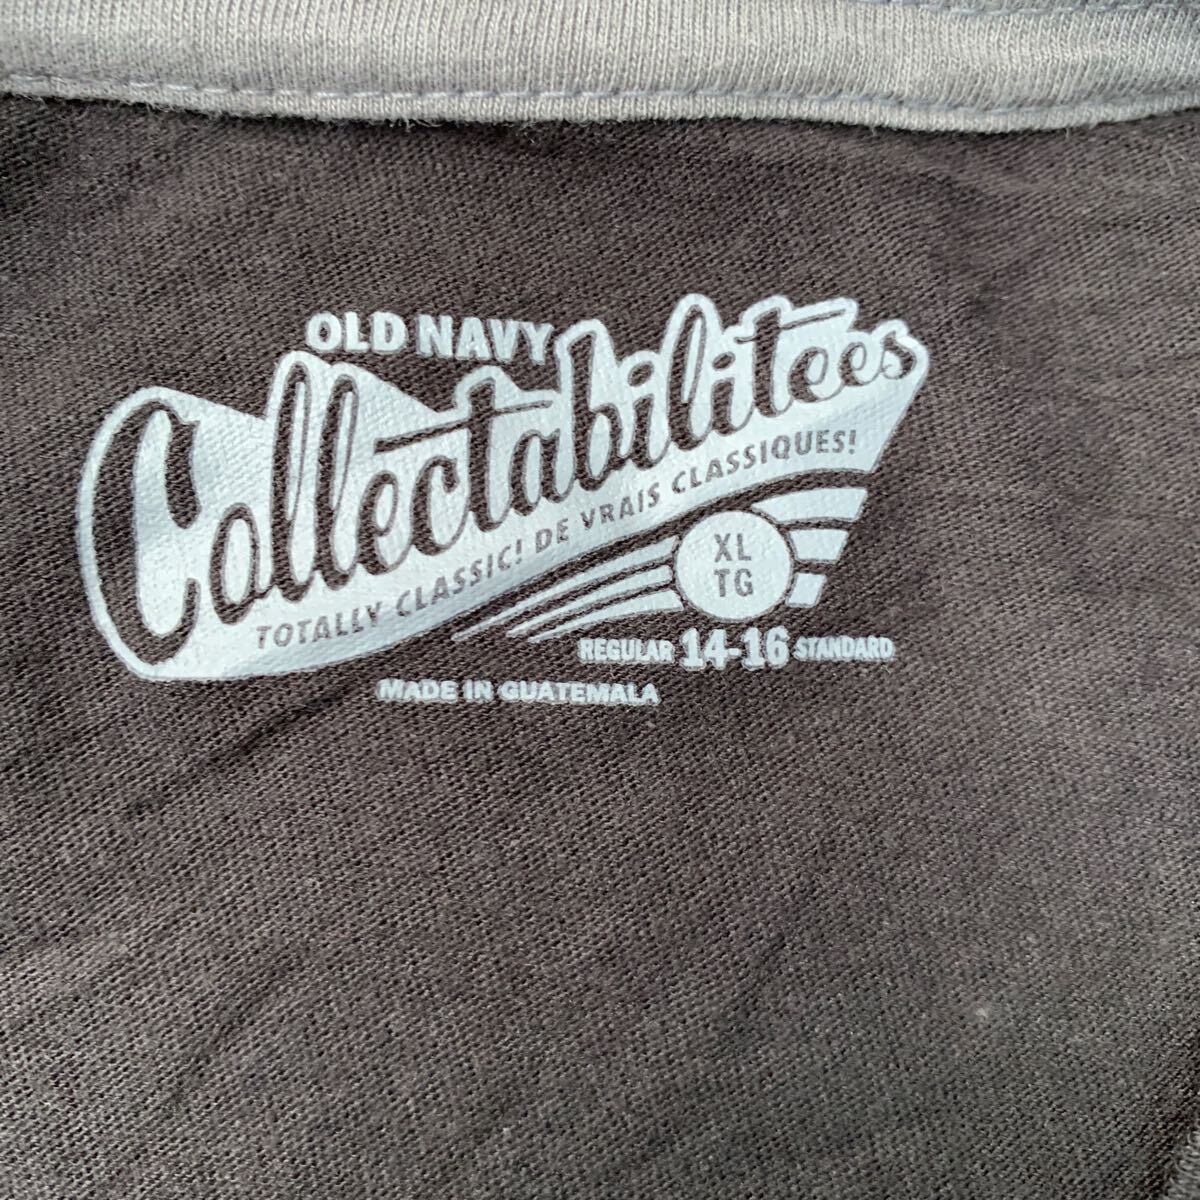 OLD NAVY
Collectabilitees
TOTALLY CLASSIC! DE VRAIS CLASSIQUES!
XL
TG
REGULAR 14-16 STANDARD
MADE IN GUATEMALA